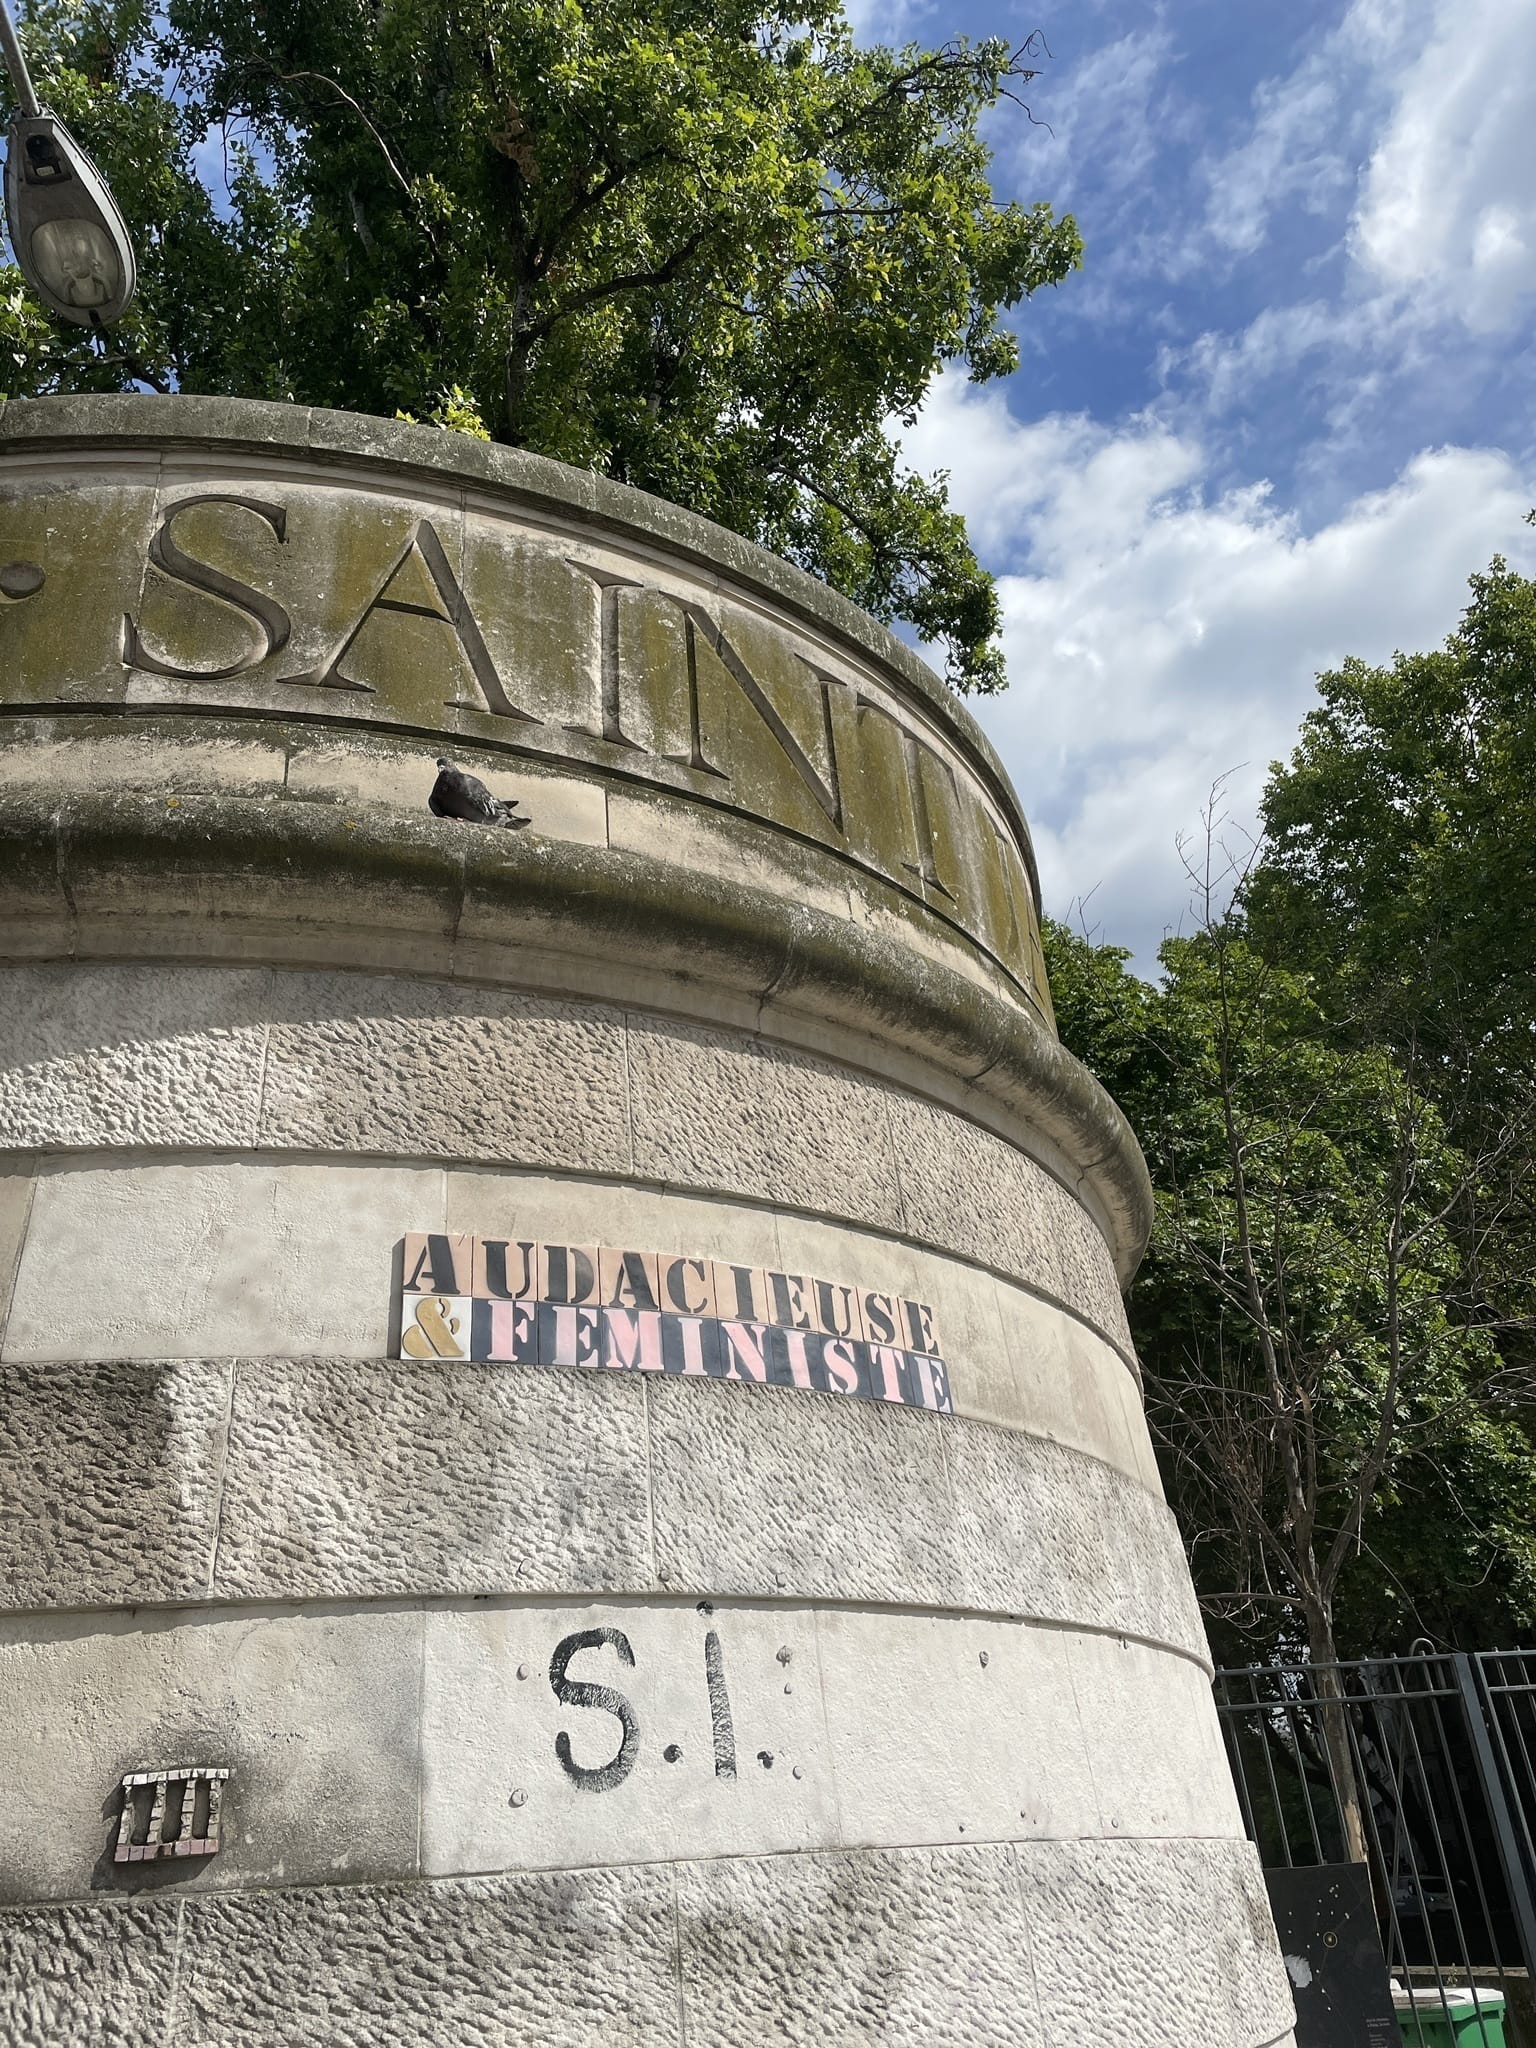 · SAINT
AUDACIEUSE
& FEMINISTE
S.I.